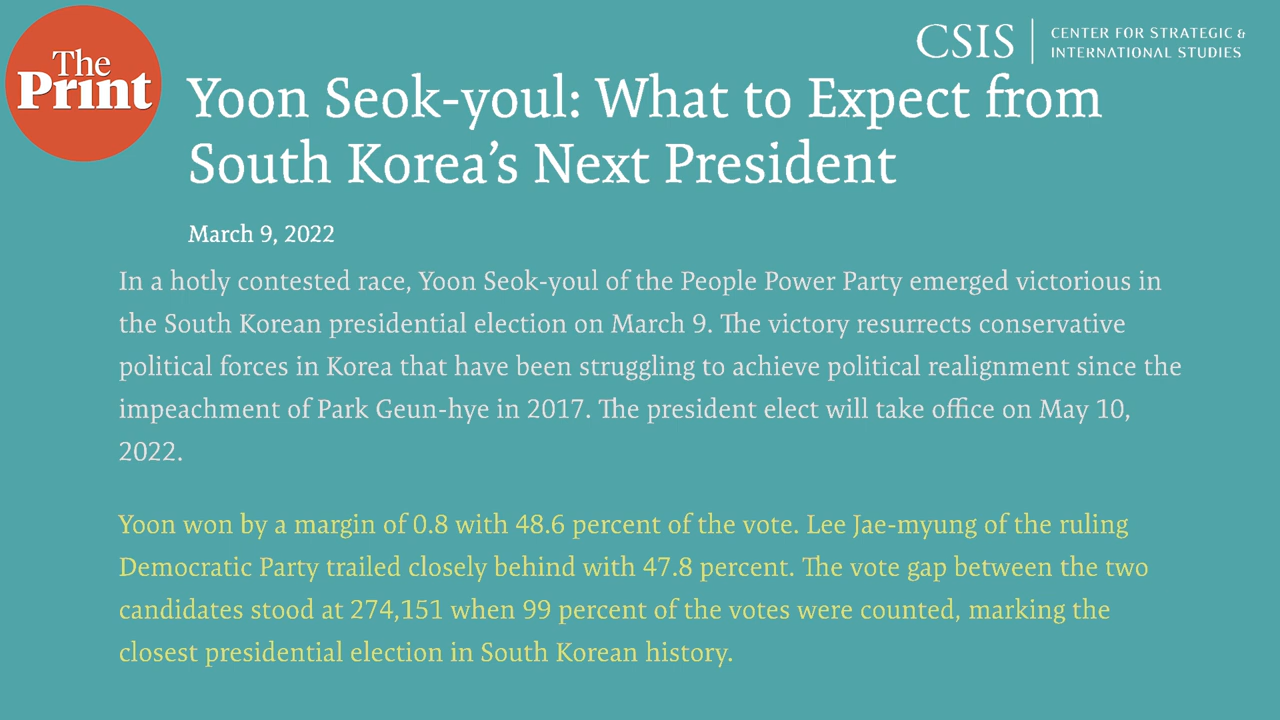 The
Print
CSIS
CENTER FOR STRATEGIC &
INTERNATIONAL STUDIES
Yoon Seok-youl: What to Expect from
South Korea’s Next President
March 9, 2022
In a hotly contested race, Yoon Seok-youl of the People Power Party emerged victorious in
the South Korean presidential election on March 9. The victory resurrects conservative
political forces in Korea that have been struggling to achieve political realignment since the
impeachment of Park Geun-hye in 2017. The president elect will take office on May 10,
2022.
Yoon won by a margin of 0.8 with 48.6 percent of the vote. Lee Jae-myung of the ruling
Democratic Party trailed closely behind with 47.8 percent. The vote gap between the two
candidates stood at 274,151 when 99 percent of the votes were counted, marking the
closest presidential election in South Korean history.